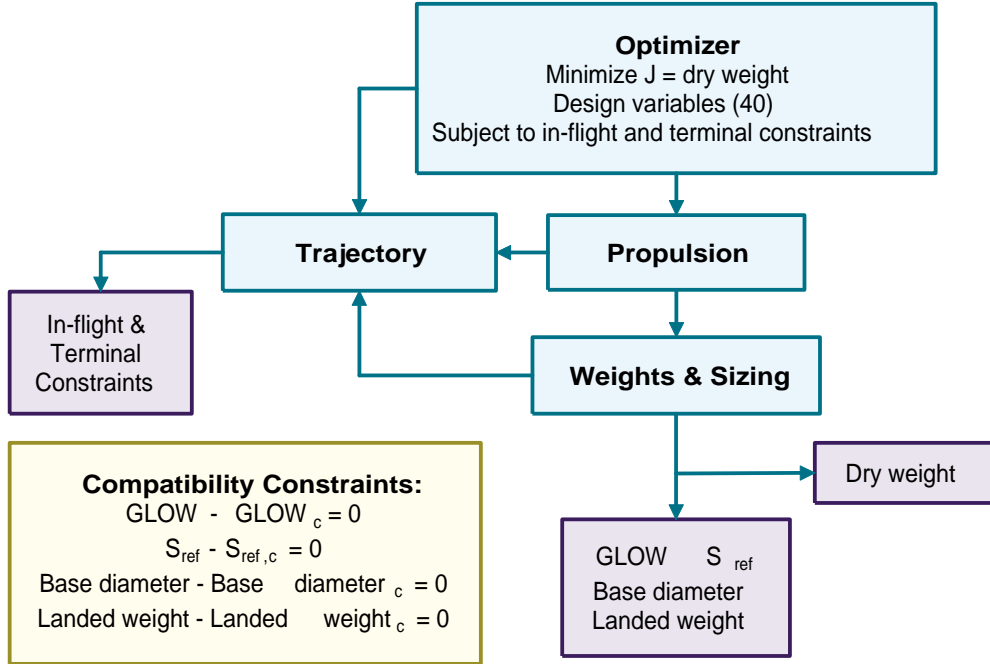 Optimizer
Minimize J = dry weight
Design variables (40)
Subject to in-flight and terminal constraints
Trajectory
Propulsion
In-flight &
Terminal
Constraints
Weights & Sizing
Compatibility Constraints:
GLOW - GLOW c = 0
Sref - Sref,c = 0
Base diameter - Base diameter c = 0
Landed weight - Landed weight c = 0
Dry weight
GLOW S ref
Base diameter
Landed weight